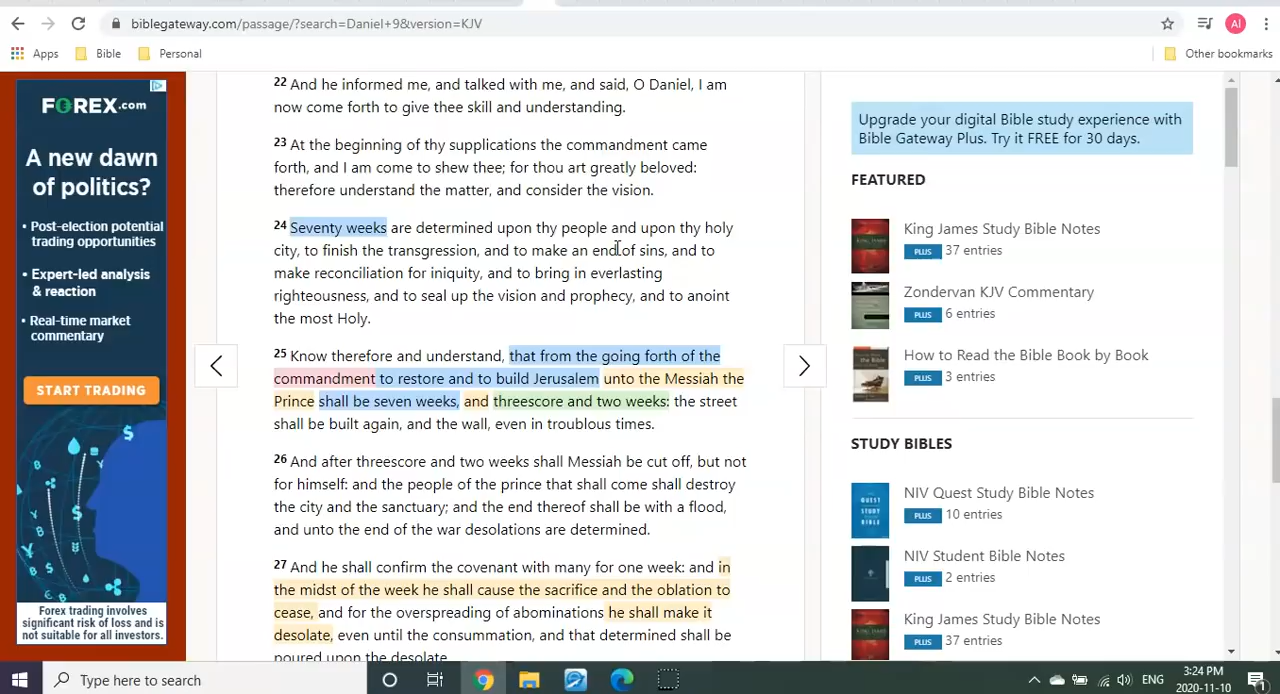 biblegateway.com/passage/?search=Daniel+9&version=KJV
AI
Apps
Bible
Personal
Other bookmarks
FOREX.com
A new dawn
of politics?
• Post-election potential
trading opportunities
• Expert-led analysis
& reaction
• Real-time market
commentary
START TRADING
Forex trading involves
significant risk of loss and is
not suitable for all investors.
22 And he informed me, and talked with me, and said, O Daniel, I am
now come forth to give thee skill and understanding.
23 At the beginning of thy supplications the commandment came
forth, and I am come to shew thee; for thou art greatly beloved:
therefore understand the matter, and consider the vision.
24 Seventy weeks are determined upon thy people and upon thy holy
city, to finish the transgression, and to make an end of sins, and to
make reconciliation for iniquity, and to bring in everlasting
righteousness, and to seal up the vision and prophecy, and to anoint
the most Holy.
25 Know therefore and understand, that from the going forth of the
commandment to restore and to build Jerusalem unto the Messiah the
Prince shall be seven weeks, and threescore and two weeks: the street
shall be built again, and the wall, even in troublous times.
26 And after threescore and two weeks shall Messiah be cut off, but not
for himself: and the people of the prince that shall come shall destroy
the city and the sanctuary; and the end thereof shall be with a flood,
and unto the end of the war desolations are determined.
27 And he shall confirm the covenant with many for one week: and in
the midst of the week he shall cause the sacrifice and the oblation to
cease, and for the overspreading of abominations he shall make it
desolate, even until the consummation, and that determined shall be
poured upon the desolate.
Upgrade your digital Bible study experience with
Bible Gateway Plus. Try it FREE for 30 days.
FEATURED
King James Study Bible Notes
PLUS 37 entries
Zondervan KJV Commentary
PLUS 6 entries
How to Read the Bible Book by Book
PLUS 3 entries
STUDY BIBLES
NIV Quest Study Bible Notes
PLUS 10 entries
NIV Student Bible Notes
PLUS 2 entries
King James Study Bible Notes
PLUS 37 entries
Type here to search
ENG
3:24 PM
2020-11-10
1